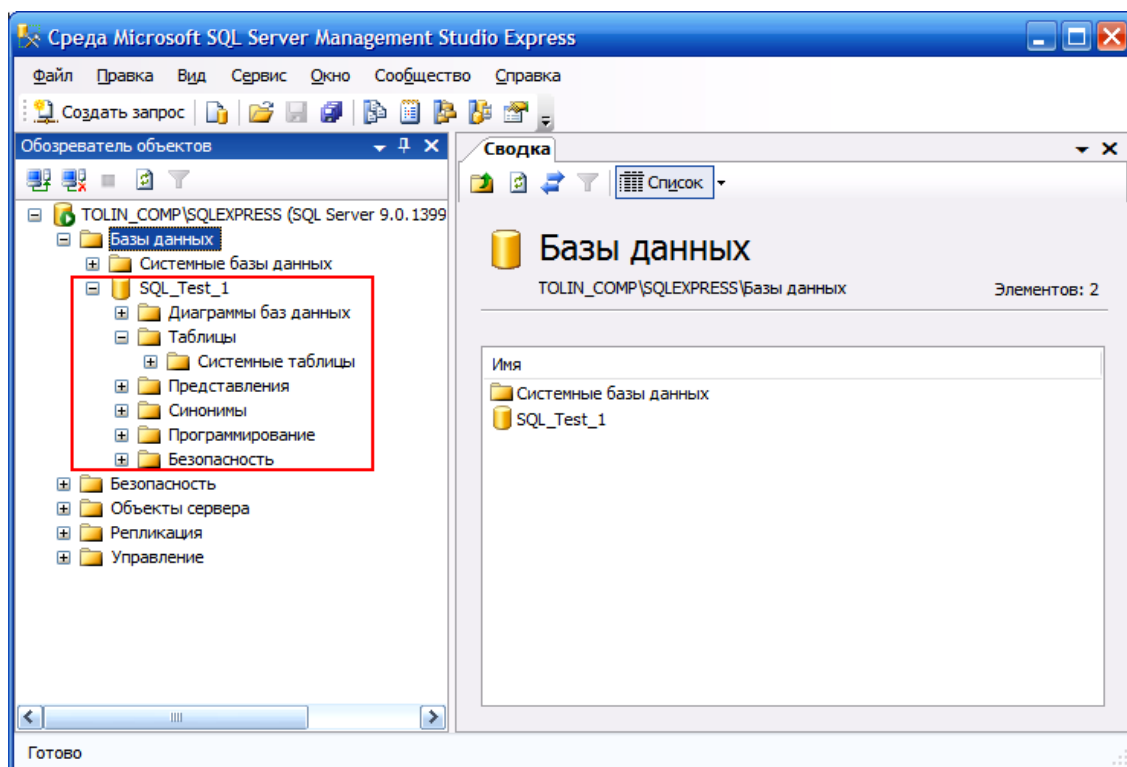 Среда Microsoft SQL Server Management Studio Express
Файл Правка Вид Сервис Окно Сообщество Справка
Создать запрос
Обозреватель объектов
TOLIN_COMP\SQLEXPRESS (SQL Server 9.0.1399
Базы данных
Системные базы данных
SQL_Test_1
Диаграммы баз данных
Таблицы
Системные таблицы
Представления
Синонимы
Программирование
Безопасность
Безопасность
Объекты сервера
Репликация
Управление
Сводка
Список
Базы данных
TOLIN_COMP\SQLEXPRESS\Базы данных Элементов: 2
Имя
Системные базы данных
SQL_Test_1
Готово